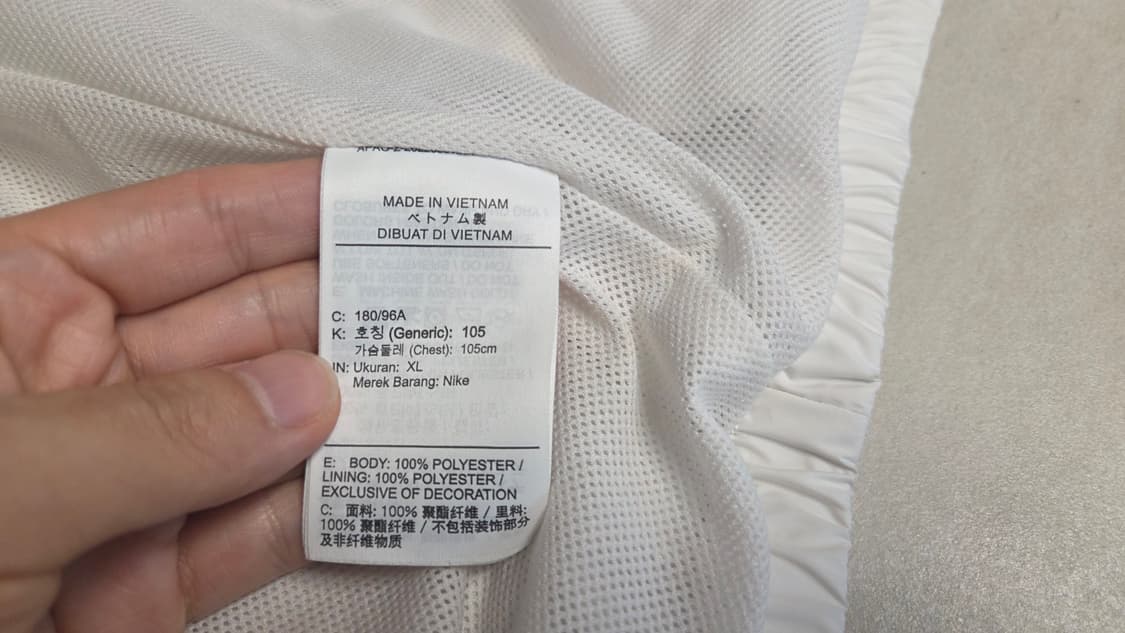 MADE IN VIETNAM
ベトナム製
DIBUAT DI VIETNAM
C: 180/96A
K: 호칭 (Generic): 105
가슴둘레 (Chest): 105cm
IN: Ukuran: XL
Merek Barang: Nike
E: BODY: 100% POLYESTER /
LINING: 100% POLYESTER /
EXCLUSIVE OF DECORATION
C: 面料: 100% 聚酯纤维 / 里料:
100% 聚酯纤维 / 不包括装饰部分
及非纤维物质